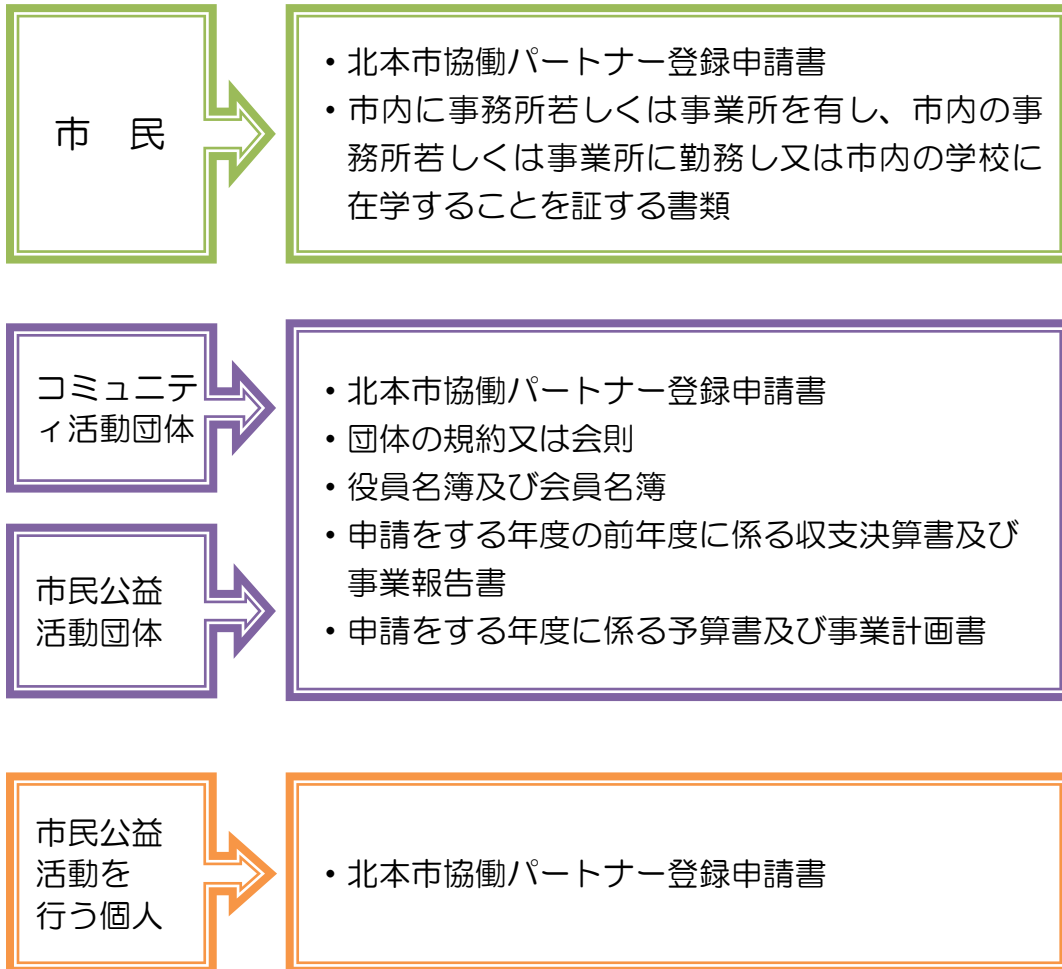 市　民
・北本市協働パートナー登録申請書
・市内に事務所若しくは事業所を有し、市内の事
務所若しくは事業所に勤務し又は市内の学校に
在学することを証する書類
コミュニテ
ィ活動団体
市民公益
活動団体
・北本市協働パートナー登録申請書
・団体の規約又は会則
・役員名簿及び会員名簿
・申請をする年度の前年度に係る収支決算書及び
事業報告書
・申請をする年度に係る予算書及び事業計画書
市民公益
活動を
行う個人
・北本市協働パートナー登録申請書